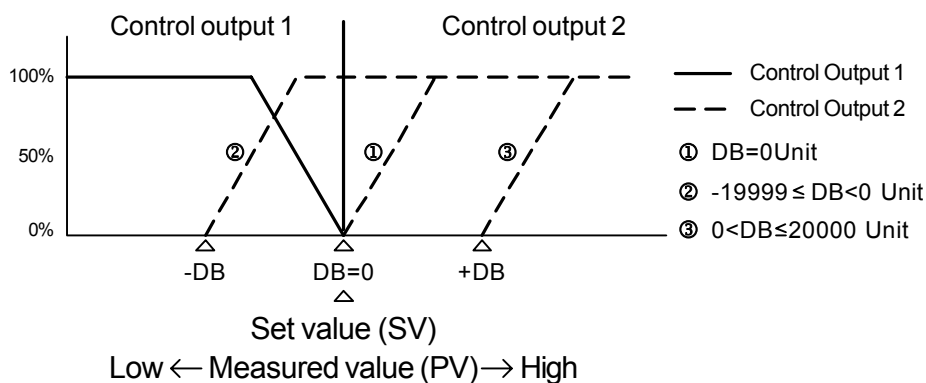 Control output 1 Control output 2
100%
50%
0%
② ① ③
-DB DB=0 +DB
Set value (SV)
Low ← Measured value (PV) → High
Control Output 1
Control Output 2
① DB=0Unit
② -19999 ≤ DB<0 Unit
③ 0<DB≤20000 Unit